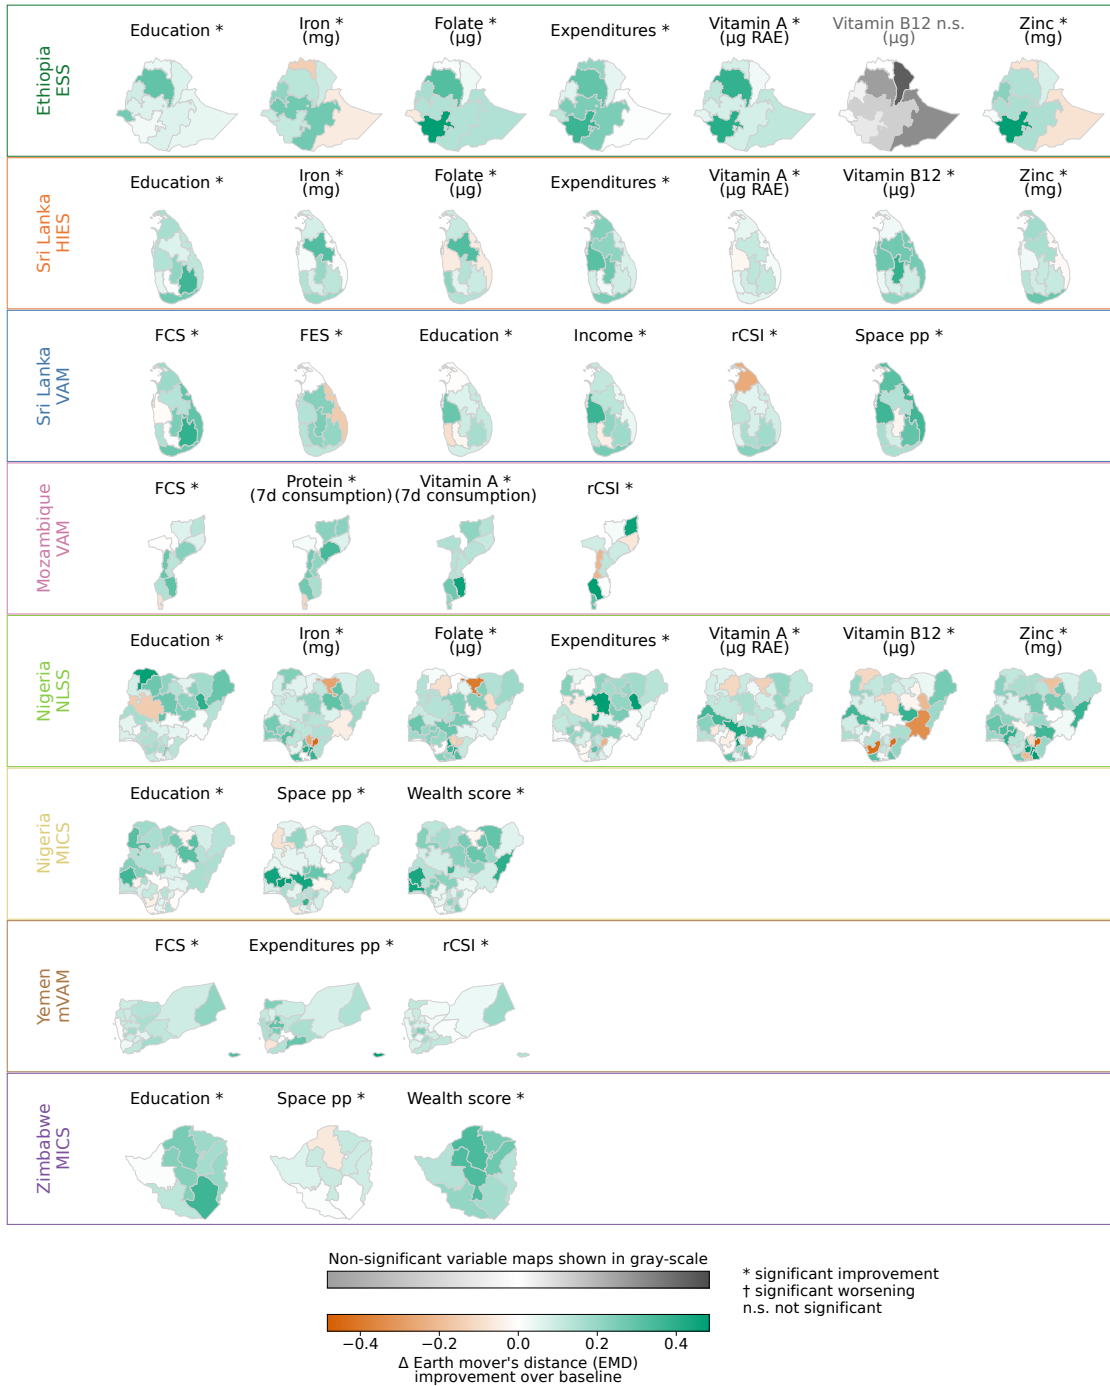 Ethiopia
ESS
Education *
Iron *
(mg)
Folate *
(µg)
Expenditures *
Vitamin A *
(µg RAE)
Vitamin B12 n.s.
(µg)
Zinc *
(mg)
Sri Lanka
HIES
Education *
Iron *
(mg)
Folate *
(µg)
Expenditures *
Vitamin A *
(µg RAE)
Vitamin B12 *
(µg)
Zinc *
(mg)
Sri Lanka
VAM
FCS *
FES *
Education *
Income *
rCSI *
Space pp *
Mozambique
VAM
FCS *
Protein *
(7d consumption)
Vitamin A *
(7d consumption)
rCSI *
Nigeria
NLSS
Education *
Iron *
(mg)
Folate *
(µg)
Expenditures *
Vitamin A *
(µg RAE)
Vitamin B12 *
(µg)
Zinc *
(mg)
Nigeria
MICS
Education *
Space pp *
Wealth score *
Yemen
mVAM
FCS *
Expenditures pp *
rCSI *
Zimbabwe
MICS
Education *
Space pp *
Wealth score *
Non-significant variable maps shown in gray-scale
* significant improvement
† significant worsening
n.s. not significant
−0.4 −0.2 0.0 0.2 0.4
Δ Earth mover's distance (EMD)
improvement over baseline